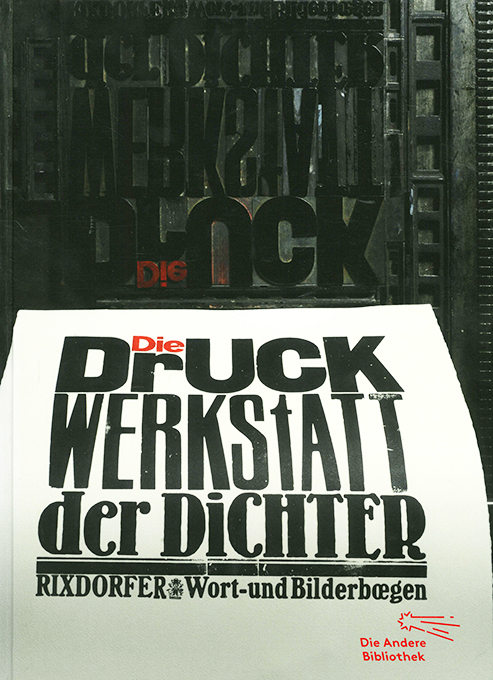 Die
DrUCK
WERKStATT
der DiCHTER
RIXDORFER Wort-und Bilderbœgen
Die Andere
Bibliothek